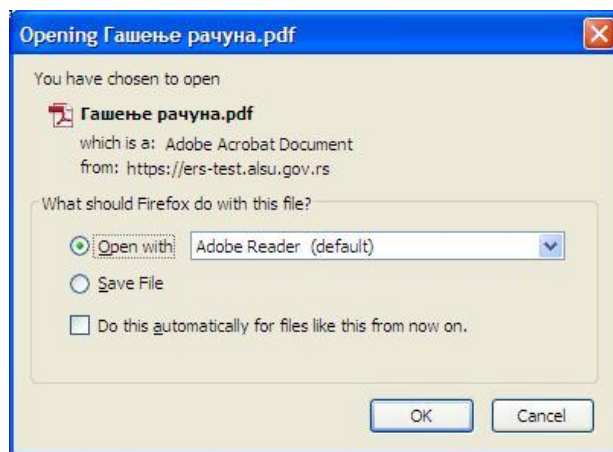 Opening Гашење рачуна.pdf
You have chosen to open
Гашење рачуна.pdf
which is a: Adobe Acrobat Document
from: https://ers-test.alsu.gov.rs
What should Firefox do with this file?
Open with Adobe Reader (default)
Save File
Do this automatically for files like this from now on.
OK Cancel